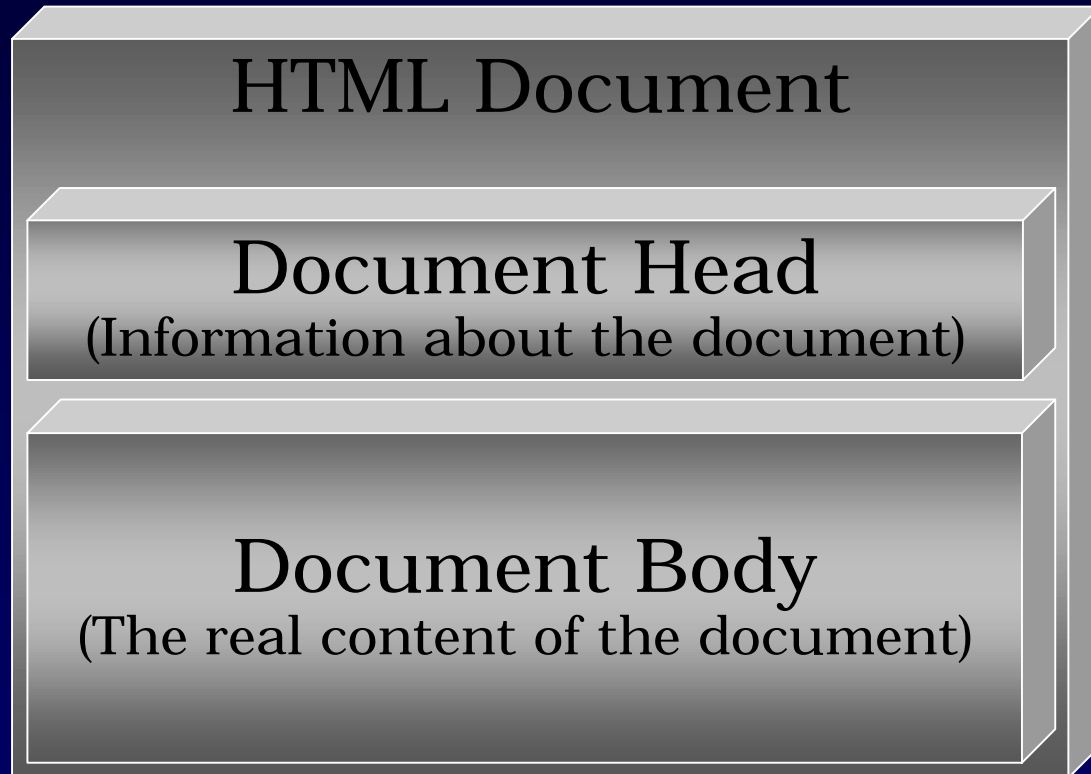 HTML Document
Document Head
(Information about the document)
Document Body
(The real content of the document)